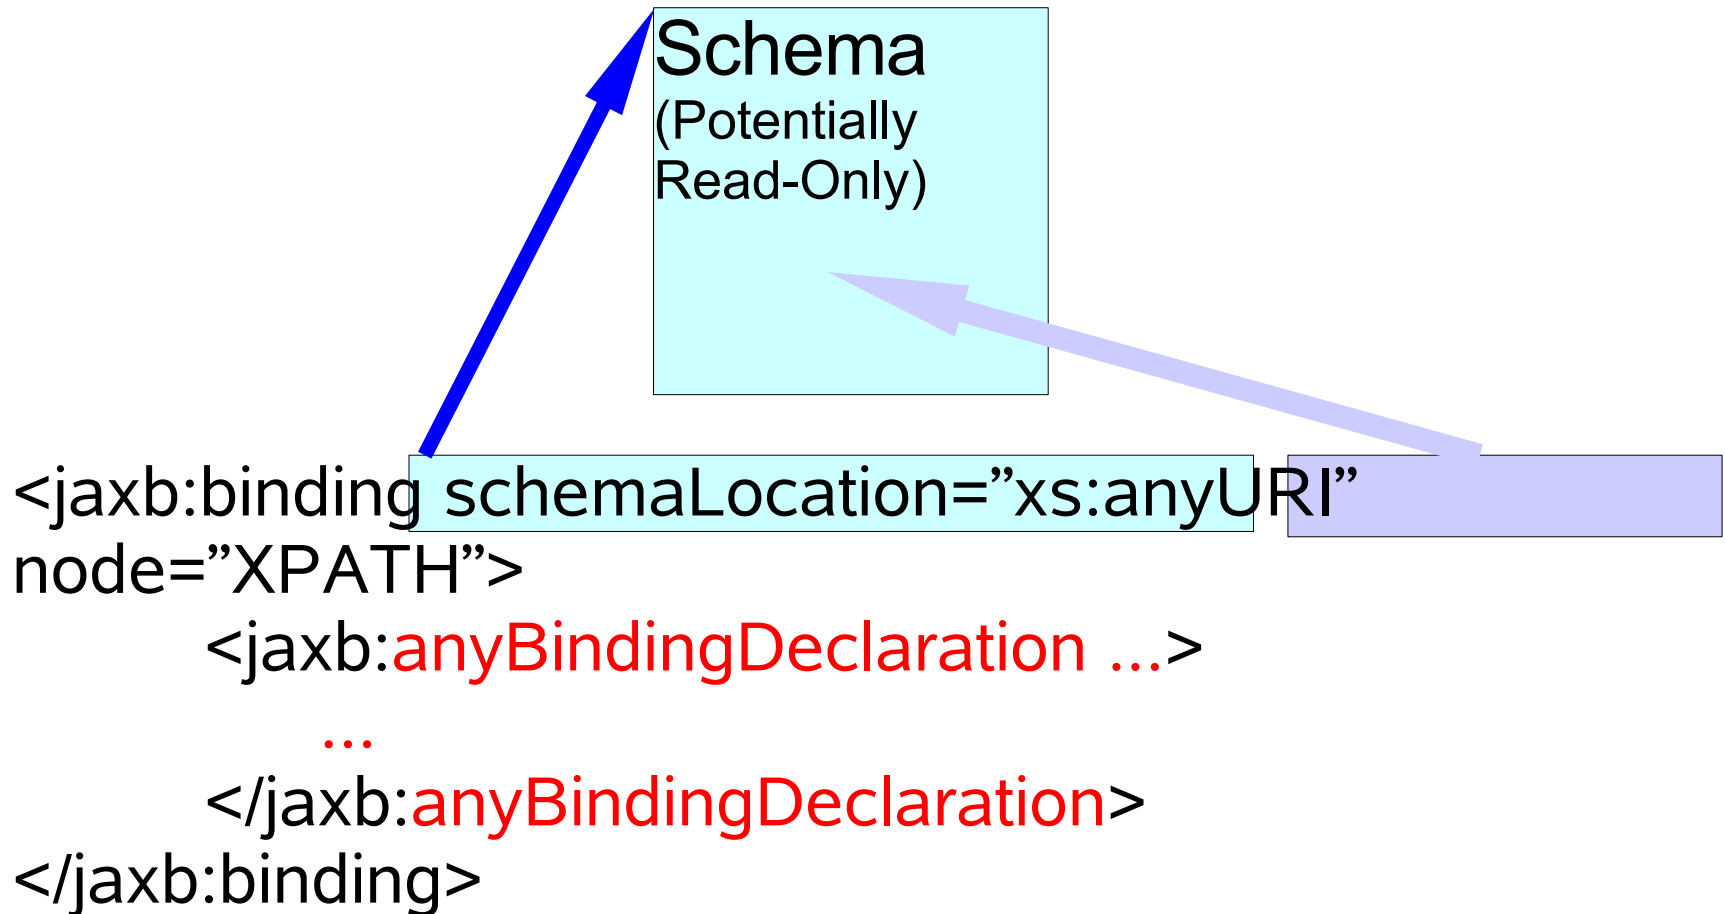 Schema
(Potentially
Read-Only)
<jaxb:binding schemaLocation=”xs:anyURI”
node=”XPATH”>
<jaxb:anyBindingDeclaration ...>
...
</jaxb:anyBindingDeclaration>
</jaxb:binding>